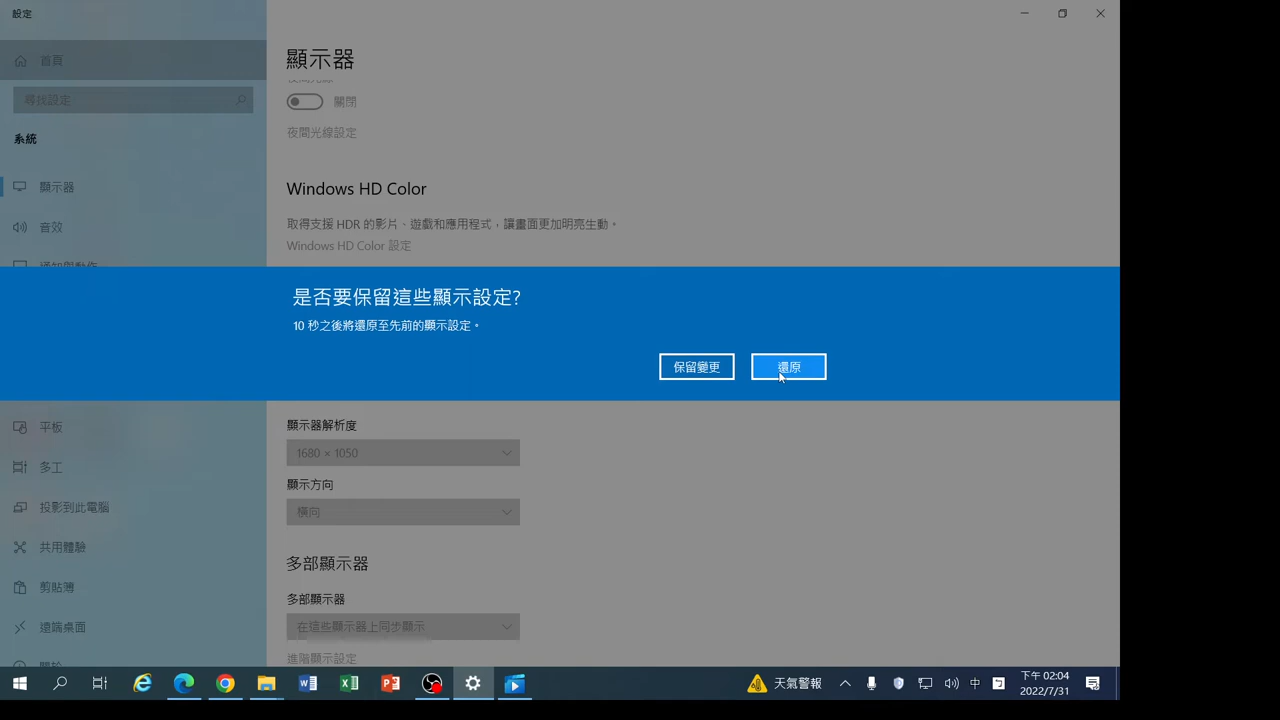 設定
首頁
尋找設定
系統
顯示器
音效
顯示器
關閉
夜間光線設定
Windows HD Color
取得支援 HDR 的影片、遊戲和應用程式，讓畫面更加明亮生動。
Windows HD Color 設定
是否要保留這些顯示設定?
10 秒之後將還原至先前的顯示設定。
保留變更
還原
平板
多工
投影到此電腦
共用體驗
剪貼簿
遠端桌面
顯示器解析度
1680 × 1050
顯示方向
橫向
多部顯示器
多部顯示器
在這些顯示器上同步顯示
進階顯示設定
天氣警報
中
下午 02:04
2022/7/31